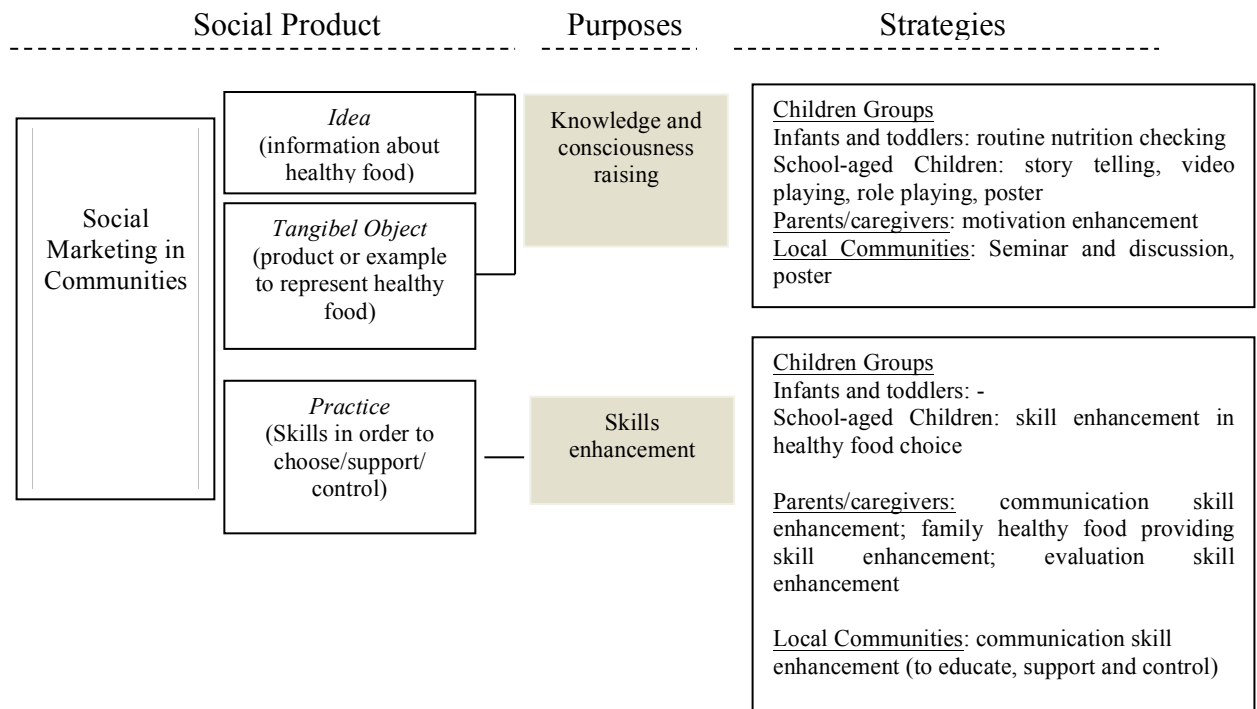 Social Product
Purposes
Strategies
Social
Marketing in
Communities
Idea
(information about
healthy food)
Tangibel Object
(product or example
to represent healthy
food)
Practice
(Skills in order to
choose/support/
control)
Knowledge and
consciousness
raising
Skills
enhancement
Children Groups
Infants and toddlers: routine nutrition checking
School-aged Children: story telling, video
playing, role playing, poster
Parents/caregivers: motivation enhancement
Local Communities: Seminar and discussion,
poster
Children Groups
Infants and toddlers: -
School-aged Children: skill enhancement in
healthy food choice
Parents/caregivers: communication skill
enhancement; family healthy food providing
skill enhancement; evaluation skill
enhancement
Local Communities: communication skill
enhancement (to educate, support and control)